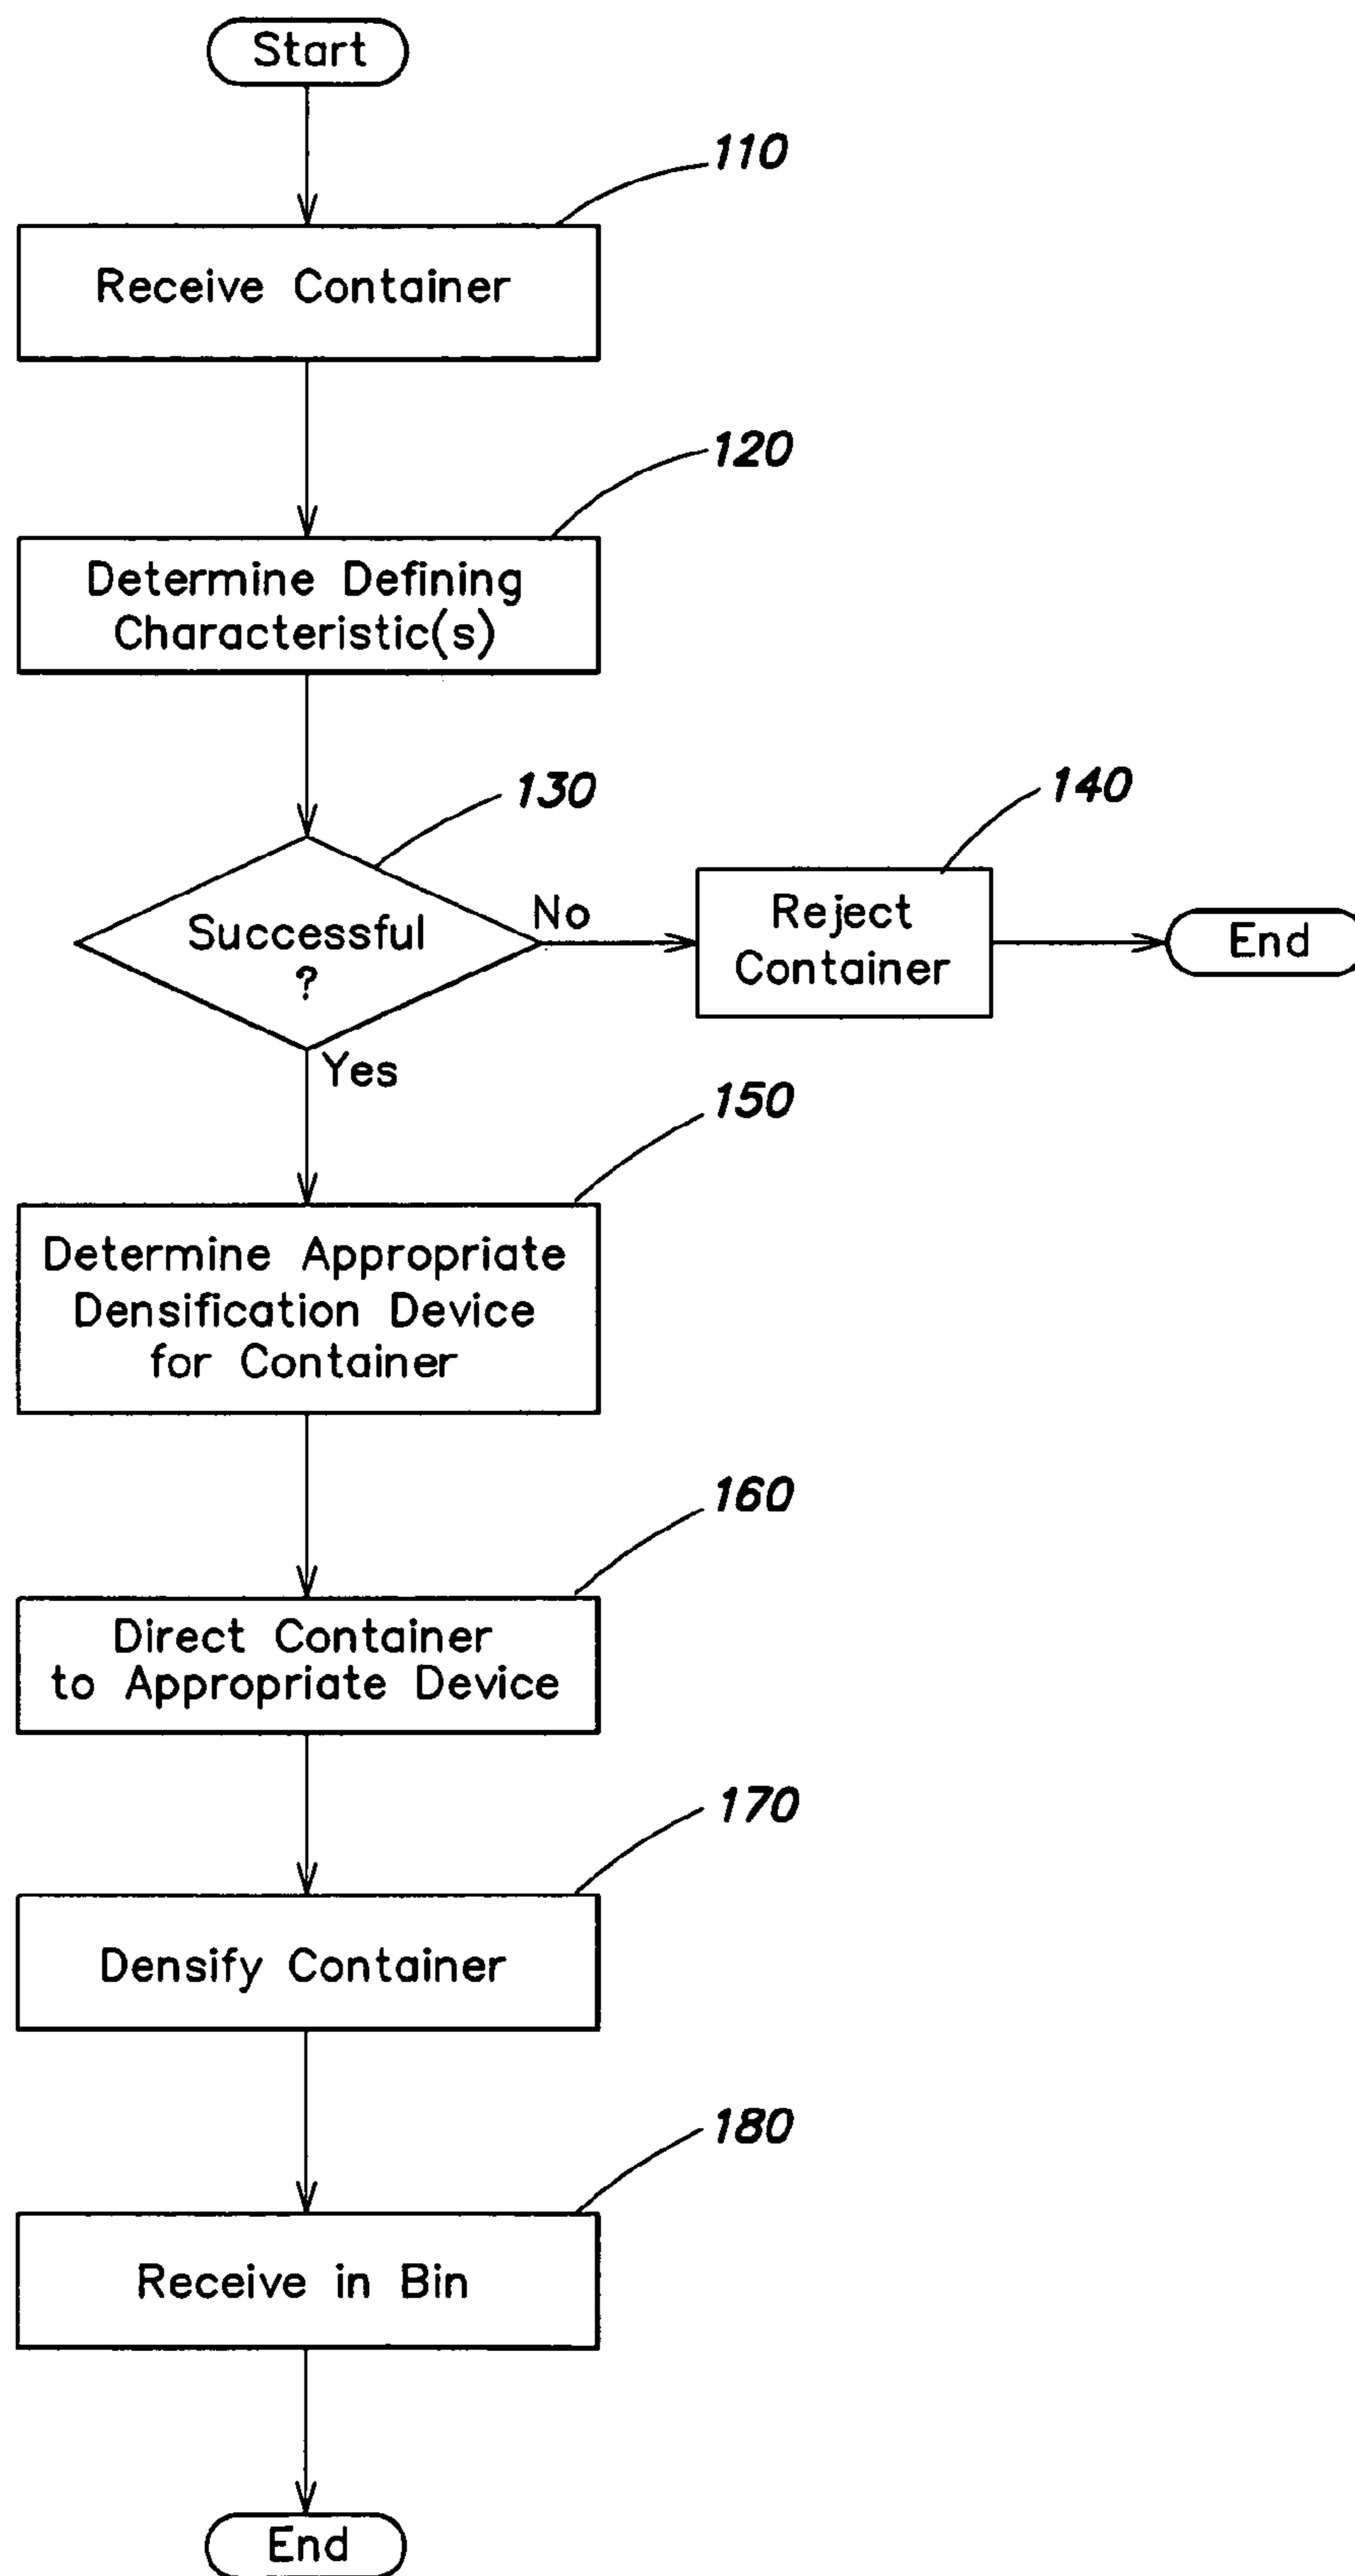 Start
110
Receive Container
120
Determine Defining
Characteristic(s)
130
Successful
?
No
140
Reject
Container
End
Yes
150
Determine Appropriate
Densification Device
for Container
160
Direct Container
to Appropriate Device
170
Densify Container
180
Receive in Bin
End